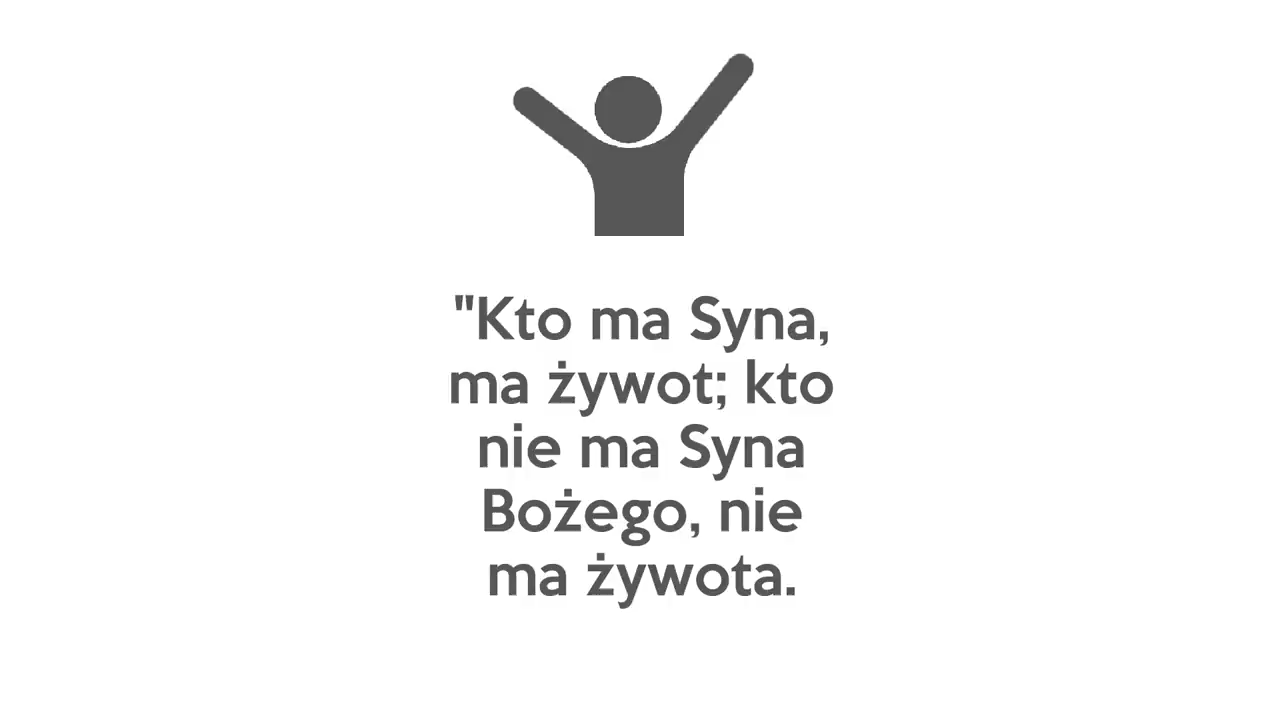 "Kto ma Syna,
ma żywot; kto
nie ma Syna
Bożego, nie
ma żywota.